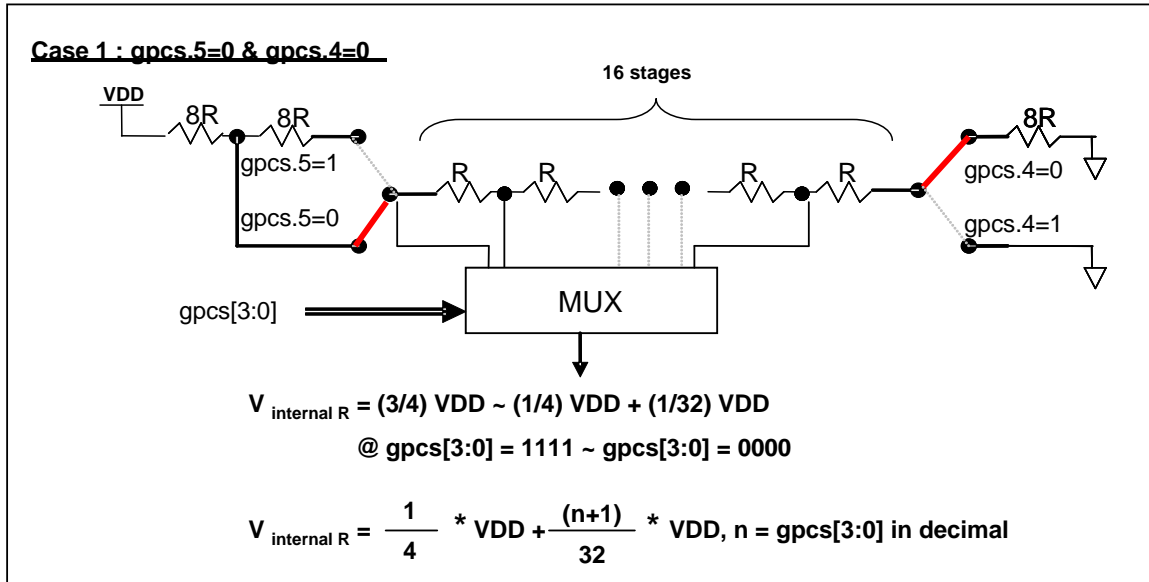 Case 1 : gpcs.5=0 & gpcs.4=0
16 stages
VDD
8R 8R 8R
gpcs.5=1
gpcs.4=0
R R R R
gpcs.5=0
gpcs.4=1
gpcs[3:0]
MUX
V internal R = (3/4) VDD ~ (1/4) VDD + (1/32) VDD
@ gpcs[3:0] = 1111 ~ gpcs[3:0] = 0000
V internal R = 1/4 * VDD + (n+1)/32 * VDD, n = gpcs[3:0] in decimal